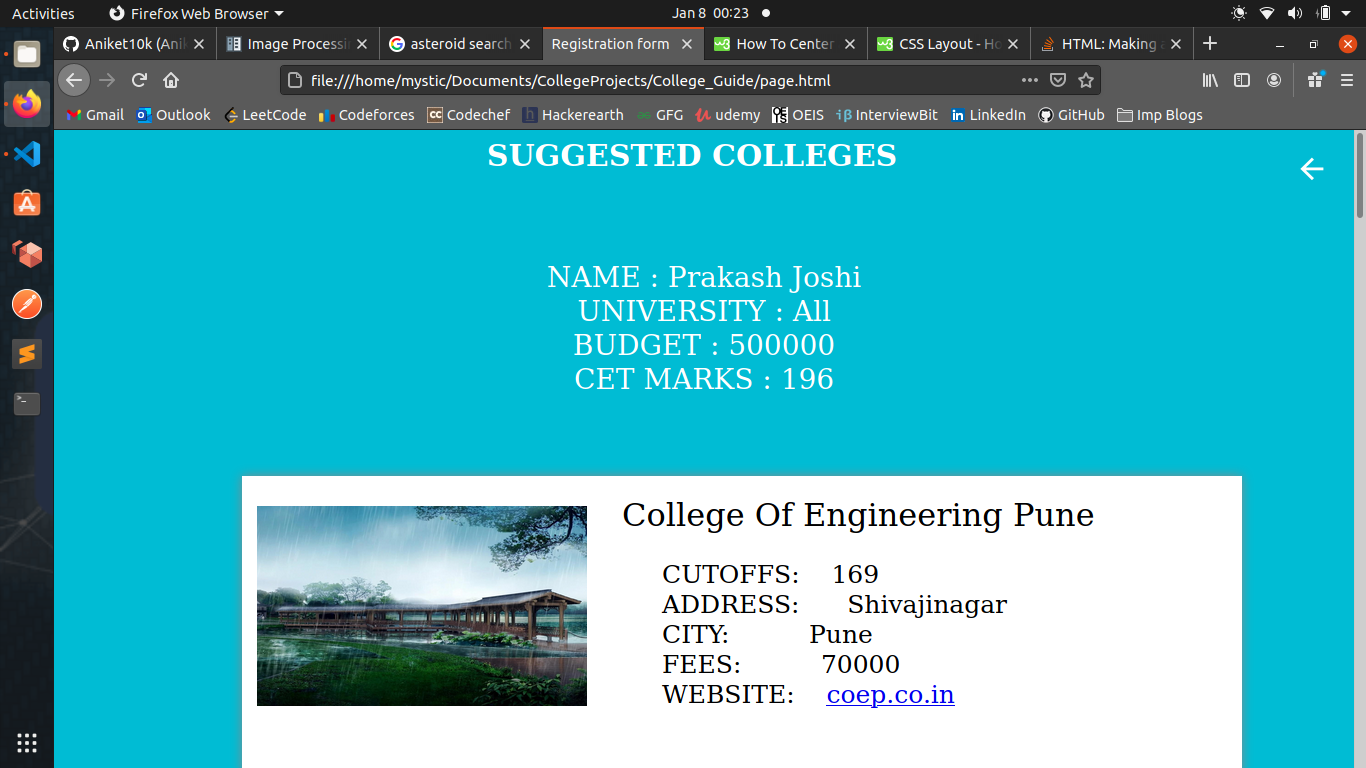 Activities Firefox Web Browser Jan 8 00:23
Aniket10k (Ani Image Processi asteroid search Registration form How To Center CSS Layout - Ho HTML: Making a
file:///home/mystic/Documents/CollegeProjects/College_Guide/page.html
Gmail Outlook LeetCode Codeforces Codechef Hackerearth GFG udemy OEIS InterviewBit LinkedIn GitHub Imp Blogs
SUGGESTED COLLEGES
NAME : Prakash Joshi
UNIVERSITY : All
BUDGET : 500000
CET MARKS : 196
College Of Engineering Pune
CUTOFFS: 169
ADDRESS: Shivajinagar
CITY: Pune
FEES: 70000
WEBSITE: coep.co.in